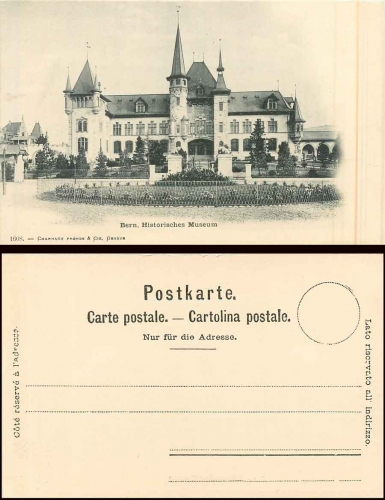 Bern. Historisches Museum
1608. — Charnaux frères & Cie, Genève
Postkarte.
Carte postale. — Cartolina postale.
Nur für die Adresse.
Côté réservé à l'adresse.
Lato riservato all' indirizzo.